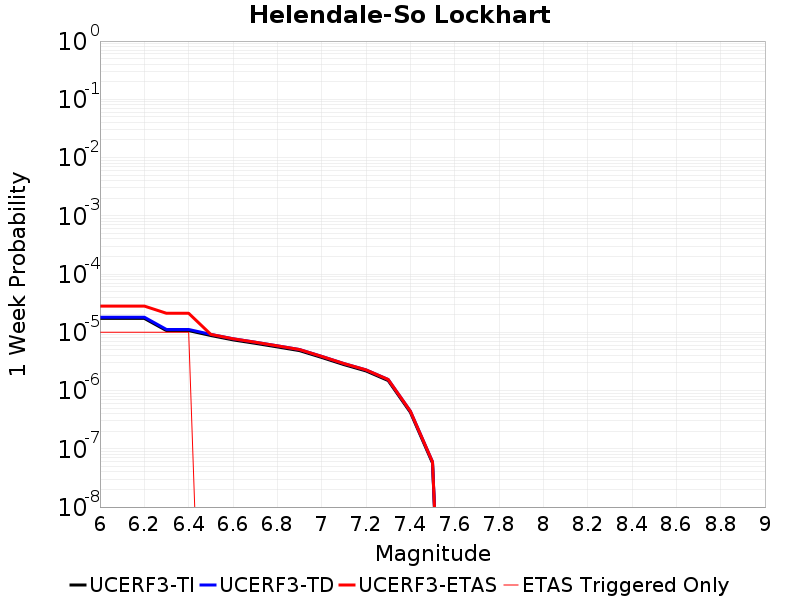 Helendale-So Lockhart
1 Week Probability
10^0
10^-1
10^-2
10^-3
10^-4
10^-5
10^-6
10^-7
10^-8
6 6.2 6.4 6.6 6.8 7 7.2 7.4 7.6 7.8 8 8.2 8.4 8.6 8.8 9
Magnitude
UCERF3-TI UCERF3-TD UCERF3-ETAS ETAS Triggered Only